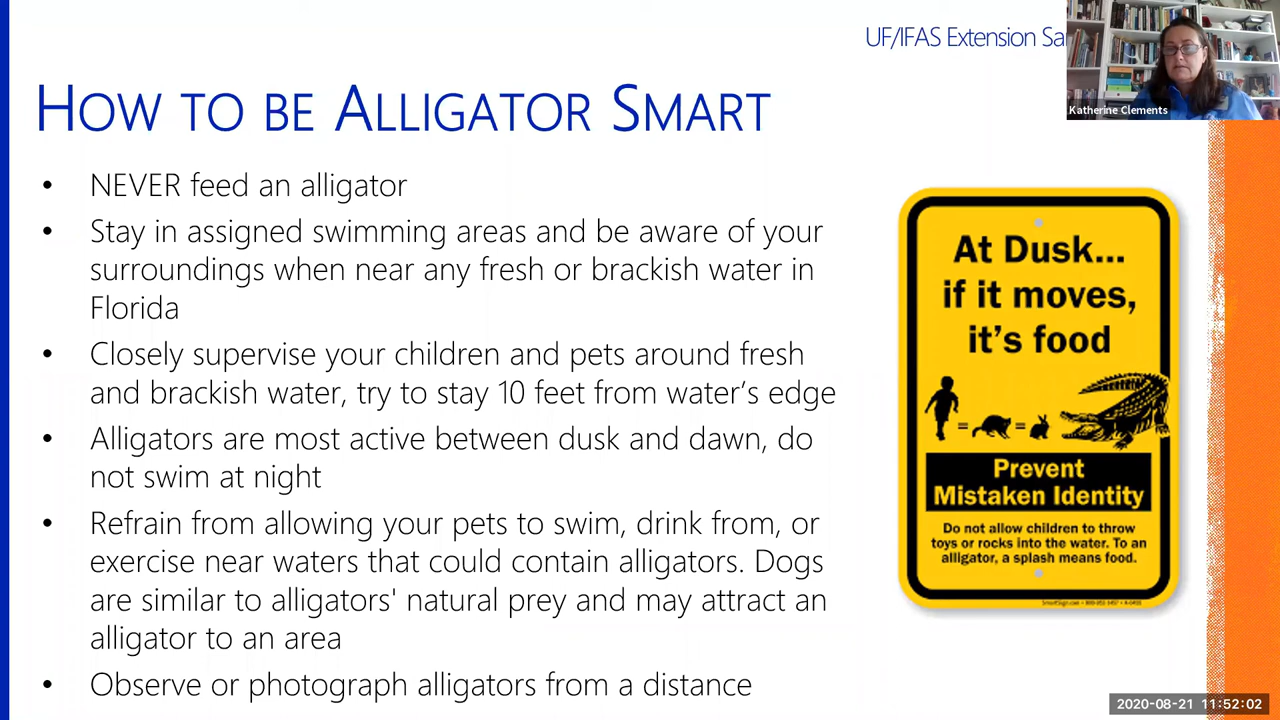 UF/IFAS Extension
Katherine Clements
HOW TO BE ALLIGATOR SMART
• NEVER feed an alligator
• Stay in assigned swimming areas and be aware of your
surroundings when near any fresh or brackish water in
Florida
• Closely supervise your children and pets around fresh
and brackish water, try to stay 10 feet from water's edge
• Alligators are most active between dusk and dawn, do
not swim at night
• Refrain from allowing your pets to swim, drink from, or
exercise near waters that could contain alligators. Dogs
are similar to alligators' natural prey and may attract an
alligator to an area
• Observe or photograph alligators from a distance
At Dusk...
if it moves,
it's food
= =
Prevent
Mistaken Identity
Do not allow children to throw
toys or rocks into the water. To an
alligator, a splash means food.
2020-08-21 11:52:02